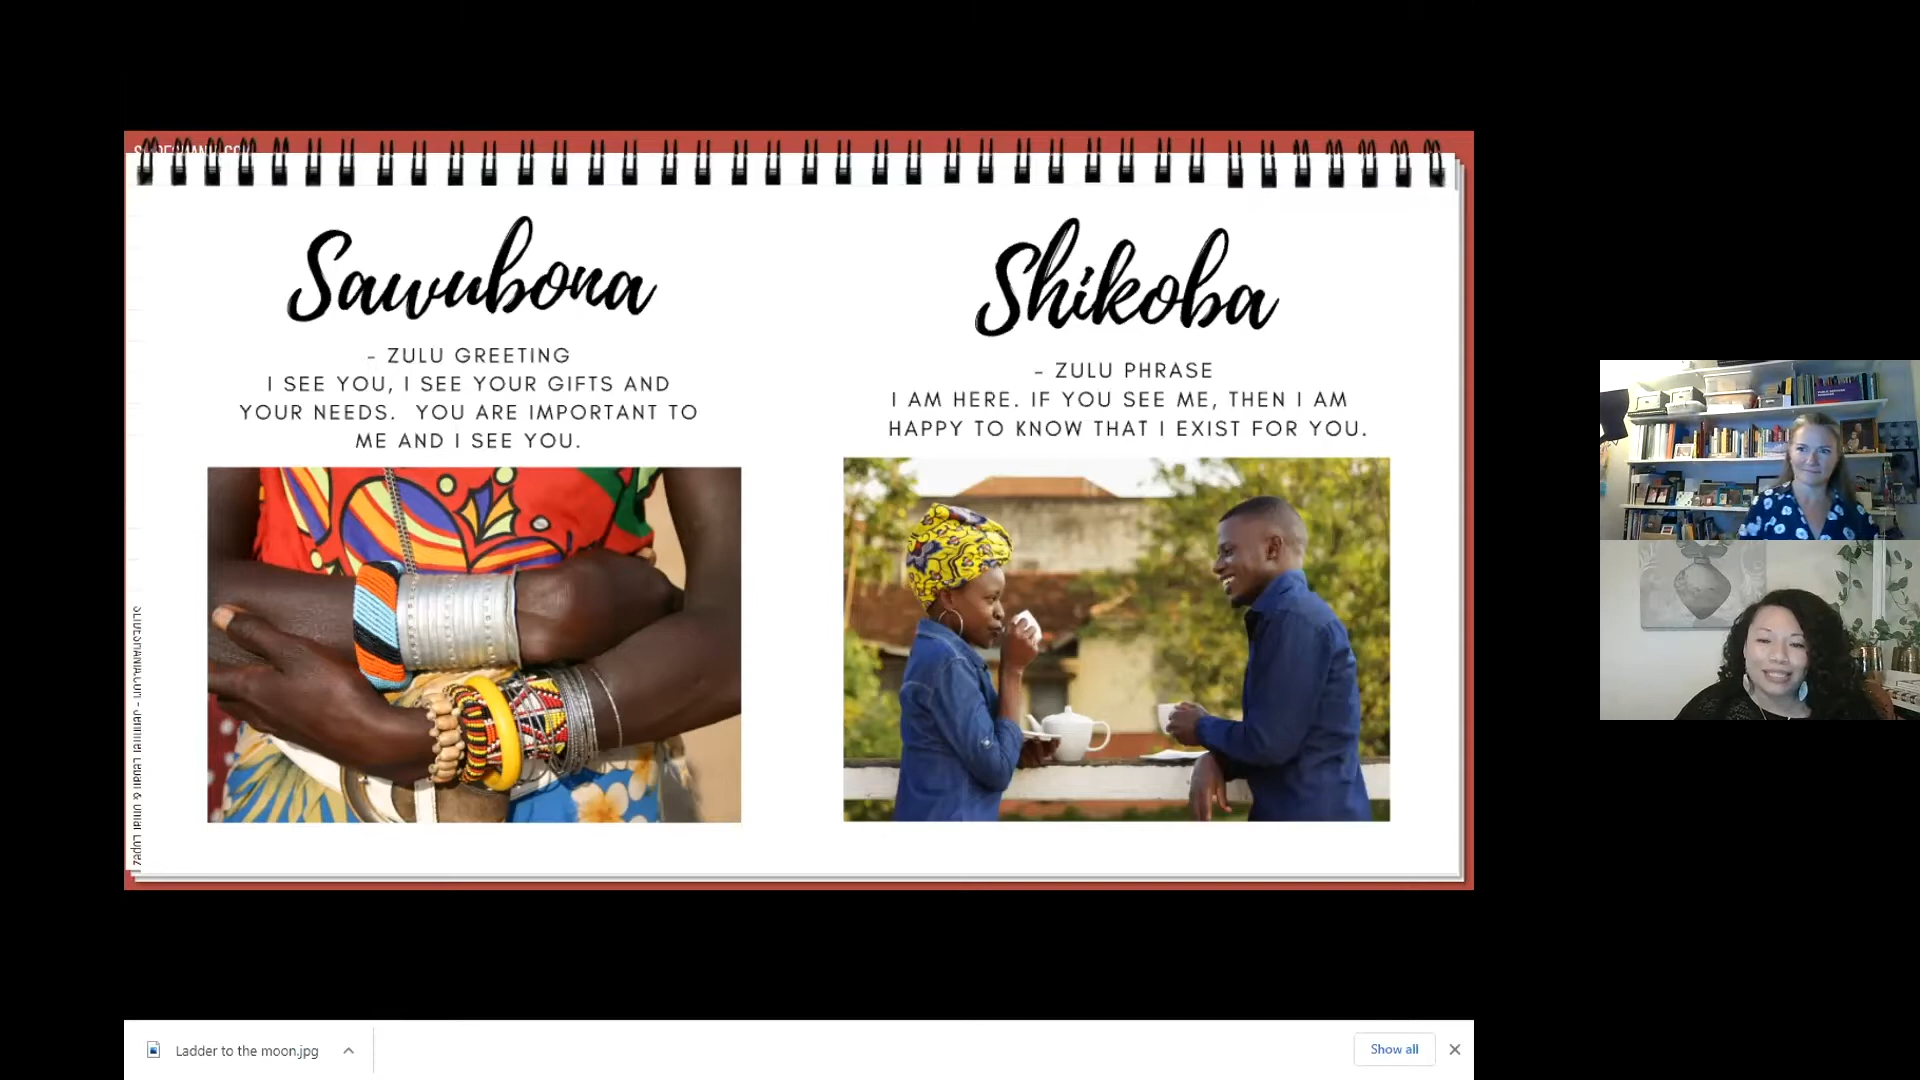 Sawubona
- ZULU GREETING
I SEE YOU, I SEE YOUR GIFTS AND
YOUR NEEDS. YOU ARE IMPORTANT TO
ME AND I SEE YOU.
Shikoba
- ZULU PHRASE
I AM HERE. IF YOU SEE ME, THEN I AM
HAPPY TO KNOW THAT I EXIST FOR YOU.
Ladder to the moon.jpg
Show all